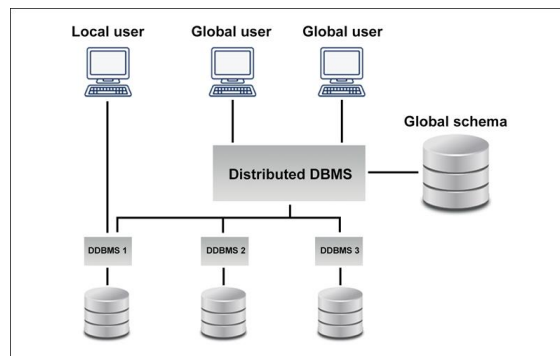 Local user
Global user
Global user
Global schema
Distributed DBMS
DDBMS 1
DDBMS 2
DDBMS 3